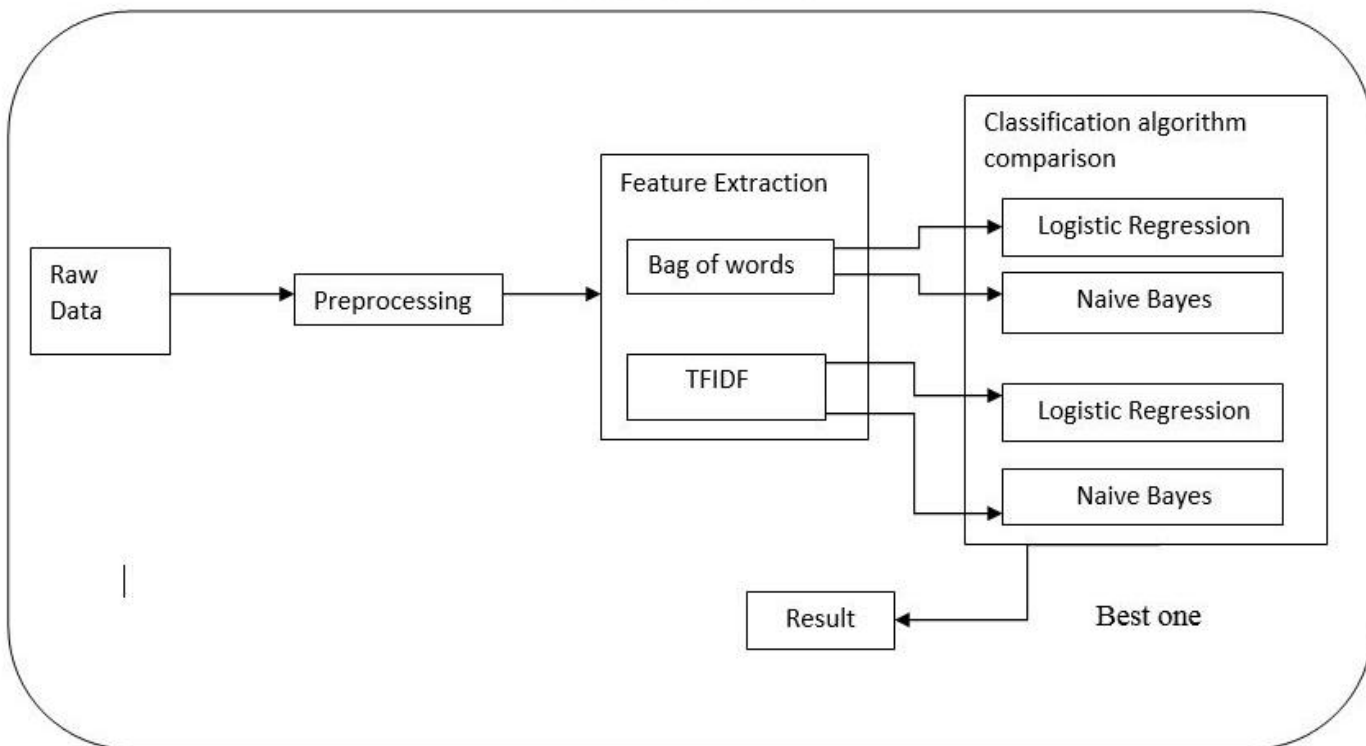 Raw
Data
Preprocessing
Feature Extraction
Bag of words
TFIDF
Classification algorithm
comparison
Logistic Regression
Naive Bayes
Logistic Regression
Naive Bayes
Result
Best one